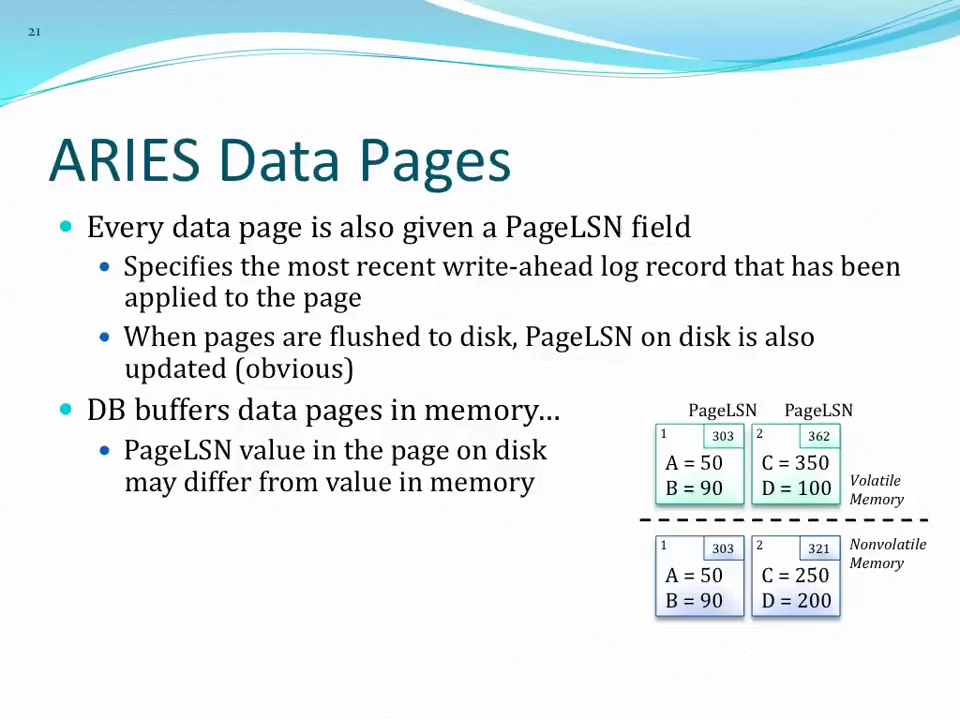 21
ARIES Data Pages
Every data page is also given a PageLSN field
Specifies the most recent write-ahead log record that has been
applied to the page
When pages are flushed to disk, PageLSN on disk is also
updated (obvious)
DB buffers data pages in memory…
PageLSN value in the page on disk
may differ from value in memory
PageLSN PageLSN
1 303 2 362
A = 50 C = 350
B = 90 D = 100
Volatile
Memory
1 303 2 321
A = 50 C = 250
B = 90 D = 200
Nonvolatile
Memory